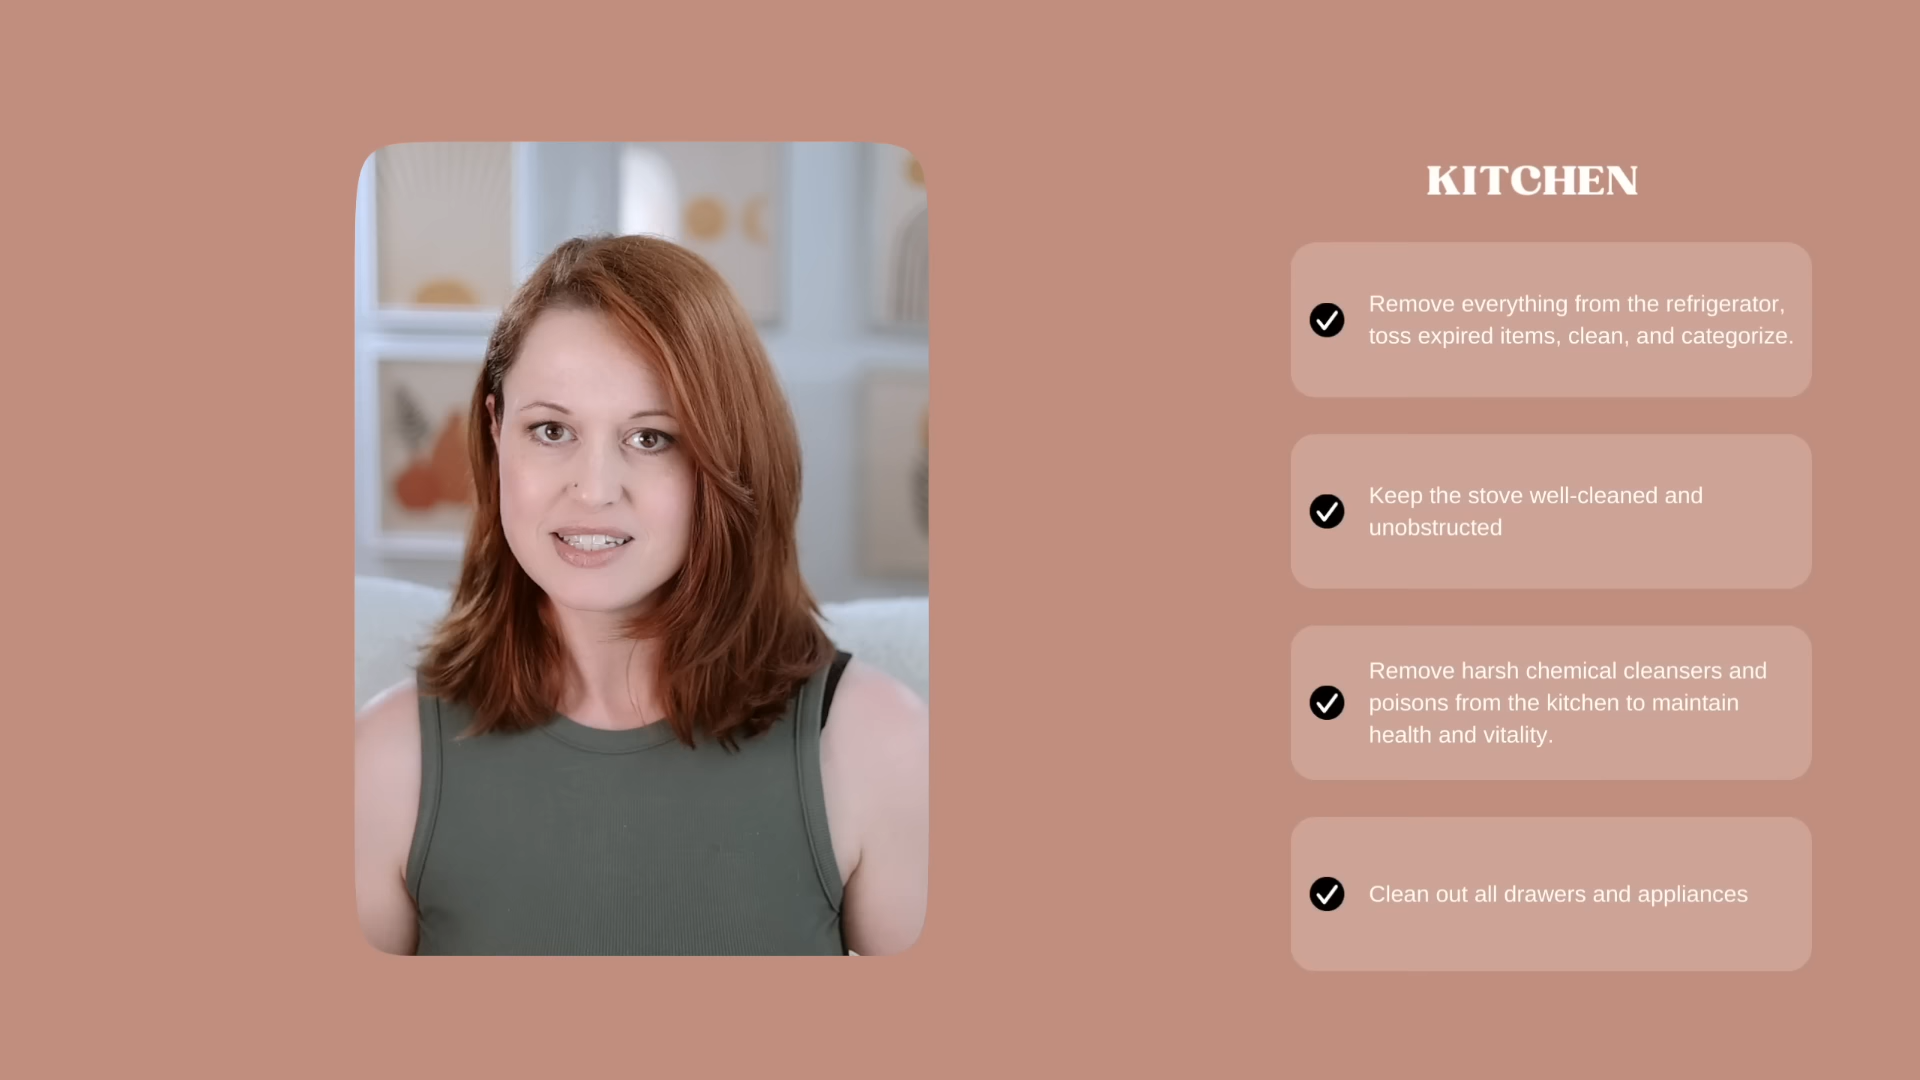 KITCHEN
Remove everything from the refrigerator,
toss expired items, clean, and categorize.
Keep the stove well-cleaned and
unobstructed
Remove harsh chemical cleansers and
poisons from the kitchen to maintain
health and vitality.
Clean out all drawers and appliances